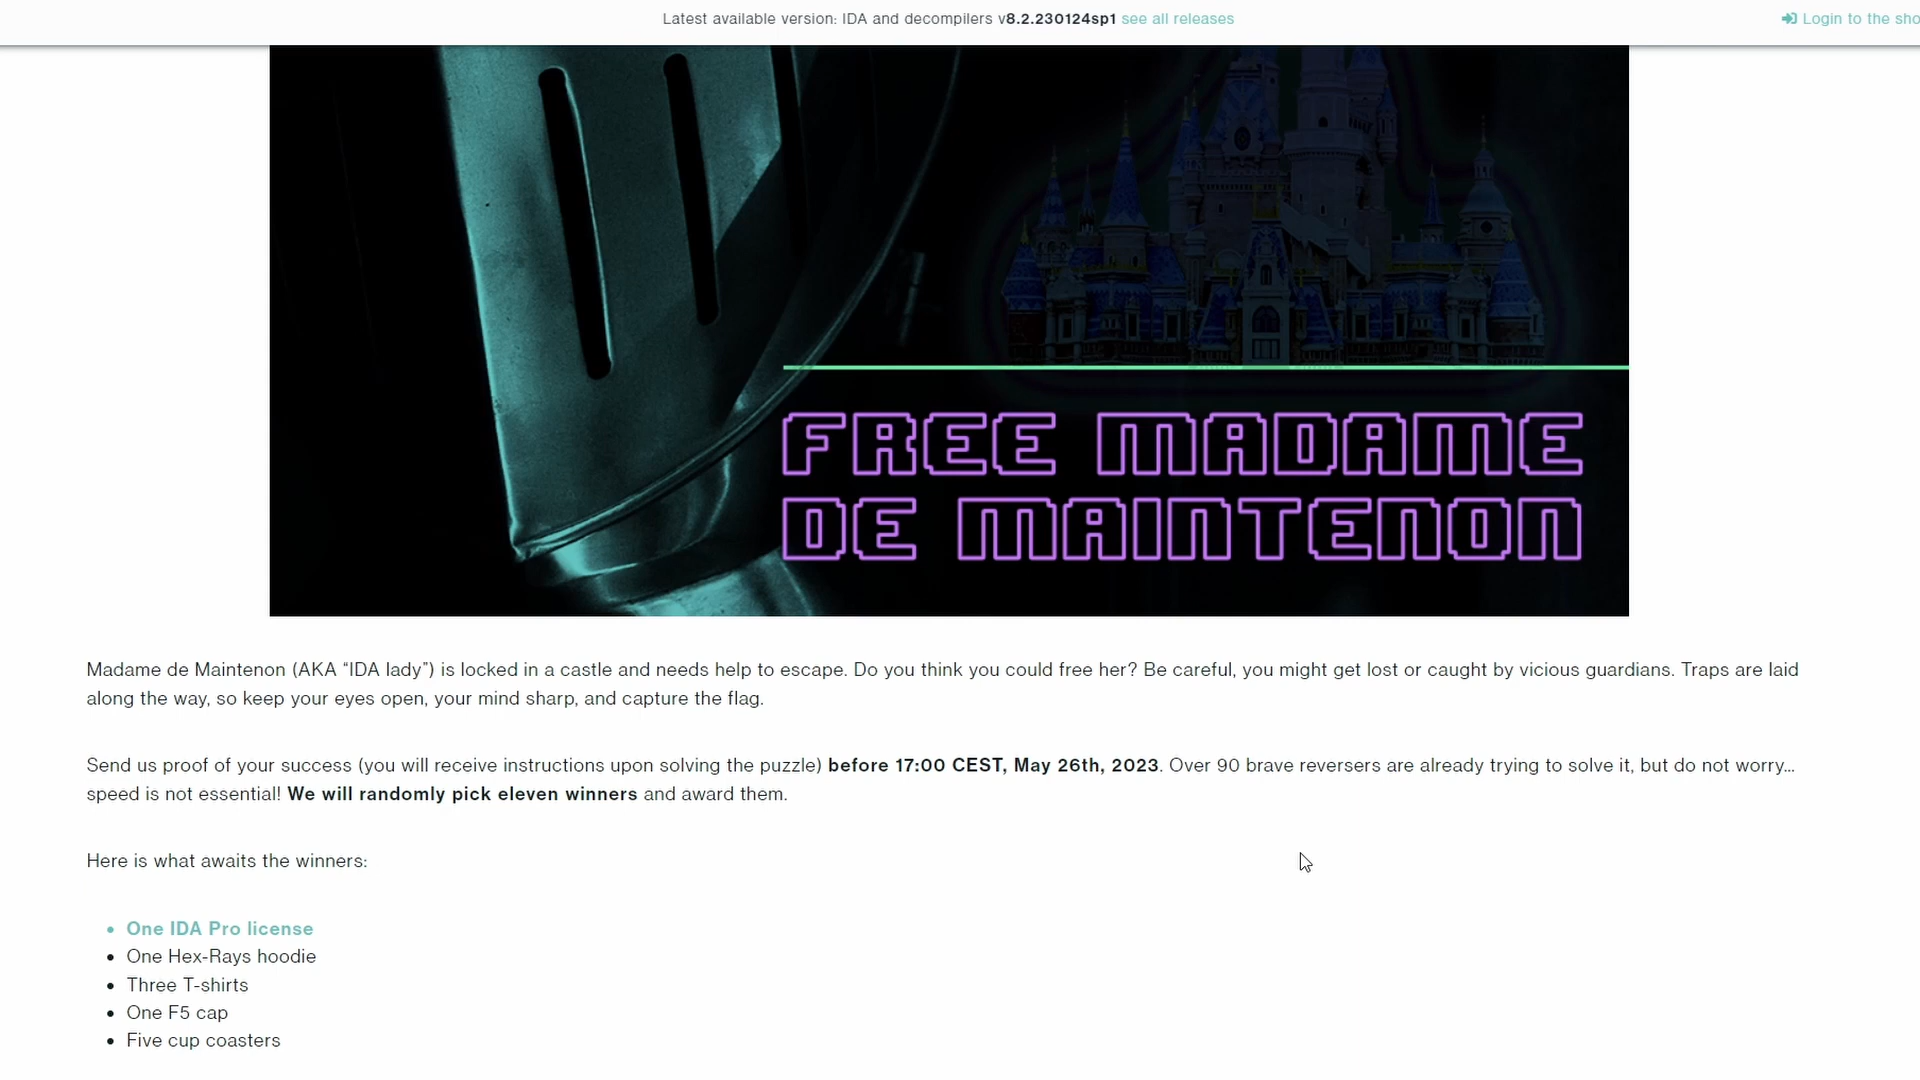 Latest available version: IDA and decompilers v8.2.230124sp1 see all releases
Login to the sho
FREE MADAME
DE MAINTENON
Madame de Maintenon (AKA “IDA lady”) is locked in a castle and needs help to escape. Do you think you could free her? Be careful, you might get lost or caught by vicious guardians. Traps are laid
along the way, so keep your eyes open, your mind sharp, and capture the flag.
Send us proof of your success (you will receive instructions upon solving the puzzle) before 17:00 CEST, May 26th, 2023. Over 90 brave reversers are already trying to solve it, but do not worry…
speed is not essential! We will randomly pick eleven winners and award them.
Here is what awaits the winners:
• One IDA Pro license
• One Hex-Rays hoodie
• Three T-shirts
• One F5 cap
• Five cup coasters